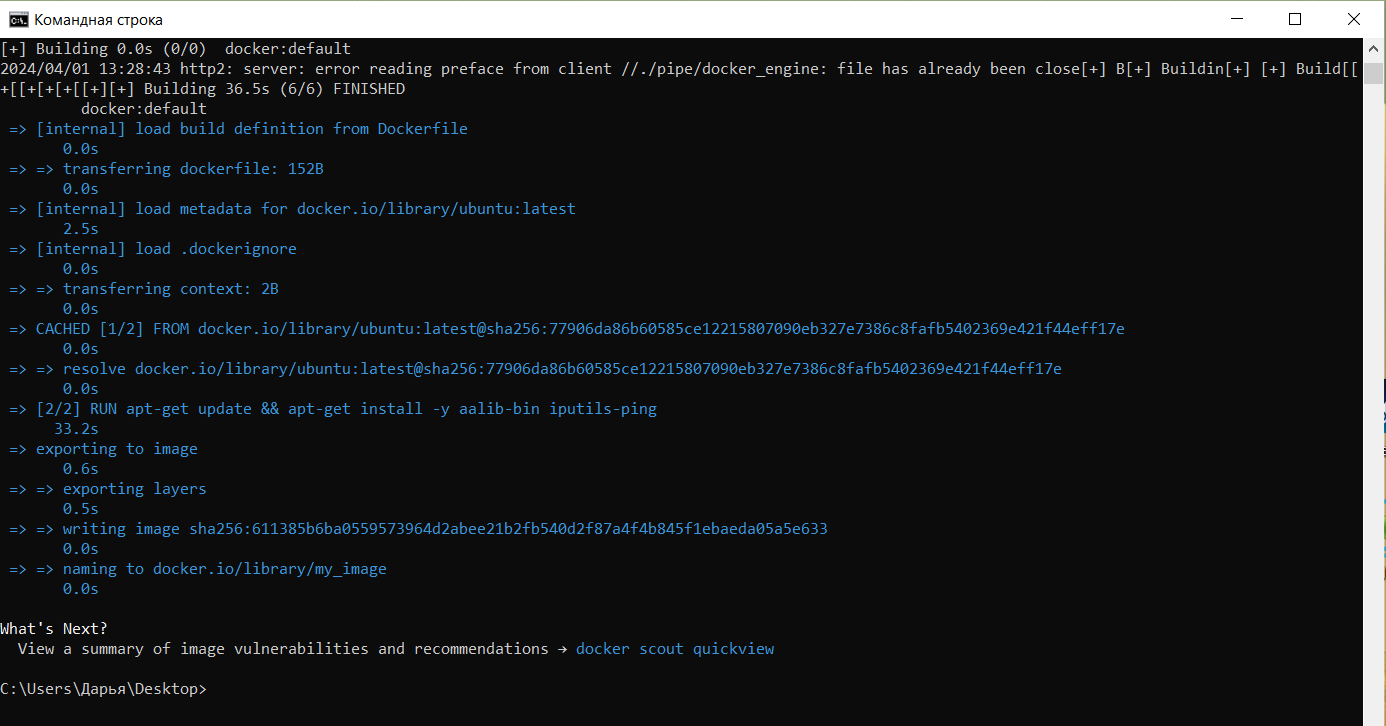 Командная строка
[+] Building 0.0s (0/0)  docker:default
2024/04/01 13:28:43 http2: server: error reading preface from client //./pipe/docker_engine: file has already been close[+] B[+] Buildin[+] [+] Build[[
+[[+[+[+[[+][+] Building 36.5s (6/6) FINISHED
         docker:default
 => [internal] load build definition from Dockerfile
       0.0s
 => => transferring dockerfile: 152B
       0.0s
 => [internal] load metadata for docker.io/library/ubuntu:latest
       2.5s
 => [internal] load .dockerignore
       0.0s
 => => transferring context: 2B
       0.0s
 => CACHED [1/2] FROM docker.io/library/ubuntu:latest@sha256:77906da86b60585ce12215807090eb327e7386c8fafb5402369e421f44eff17e
       0.0s
 => => resolve docker.io/library/ubuntu:latest@sha256:77906da86b60585ce12215807090eb327e7386c8fafb5402369e421f44eff17e
       0.0s
 => [2/2] RUN apt-get update && apt-get install -y aalib-bin iputils-ping
      33.2s
 => exporting to image
       0.6s
 => => exporting layers
       0.5s
 => => writing image sha256:611385b6ba0559573964d2abee21b2fb540d2f87a4f4b845f1ebaeda05a5e633
       0.0s
 => => naming to docker.io/library/my_image
       0.0s
What's Next?
  View a summary of image vulnerabilities and recommendations → docker scout quickview
C:\Users\Дарья\Desktop>